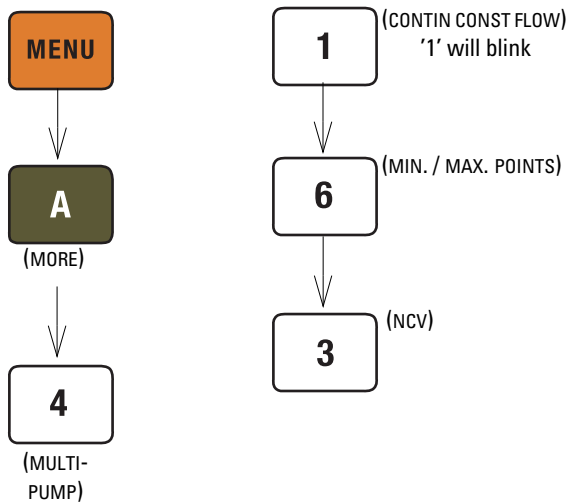 MENU
A
(MORE)
4
(MULTI-
PUMP)
1
(CONTIN CONST FLOW)
'1' will blink
6
(MIN. / MAX. POINTS)
3
(NCV)